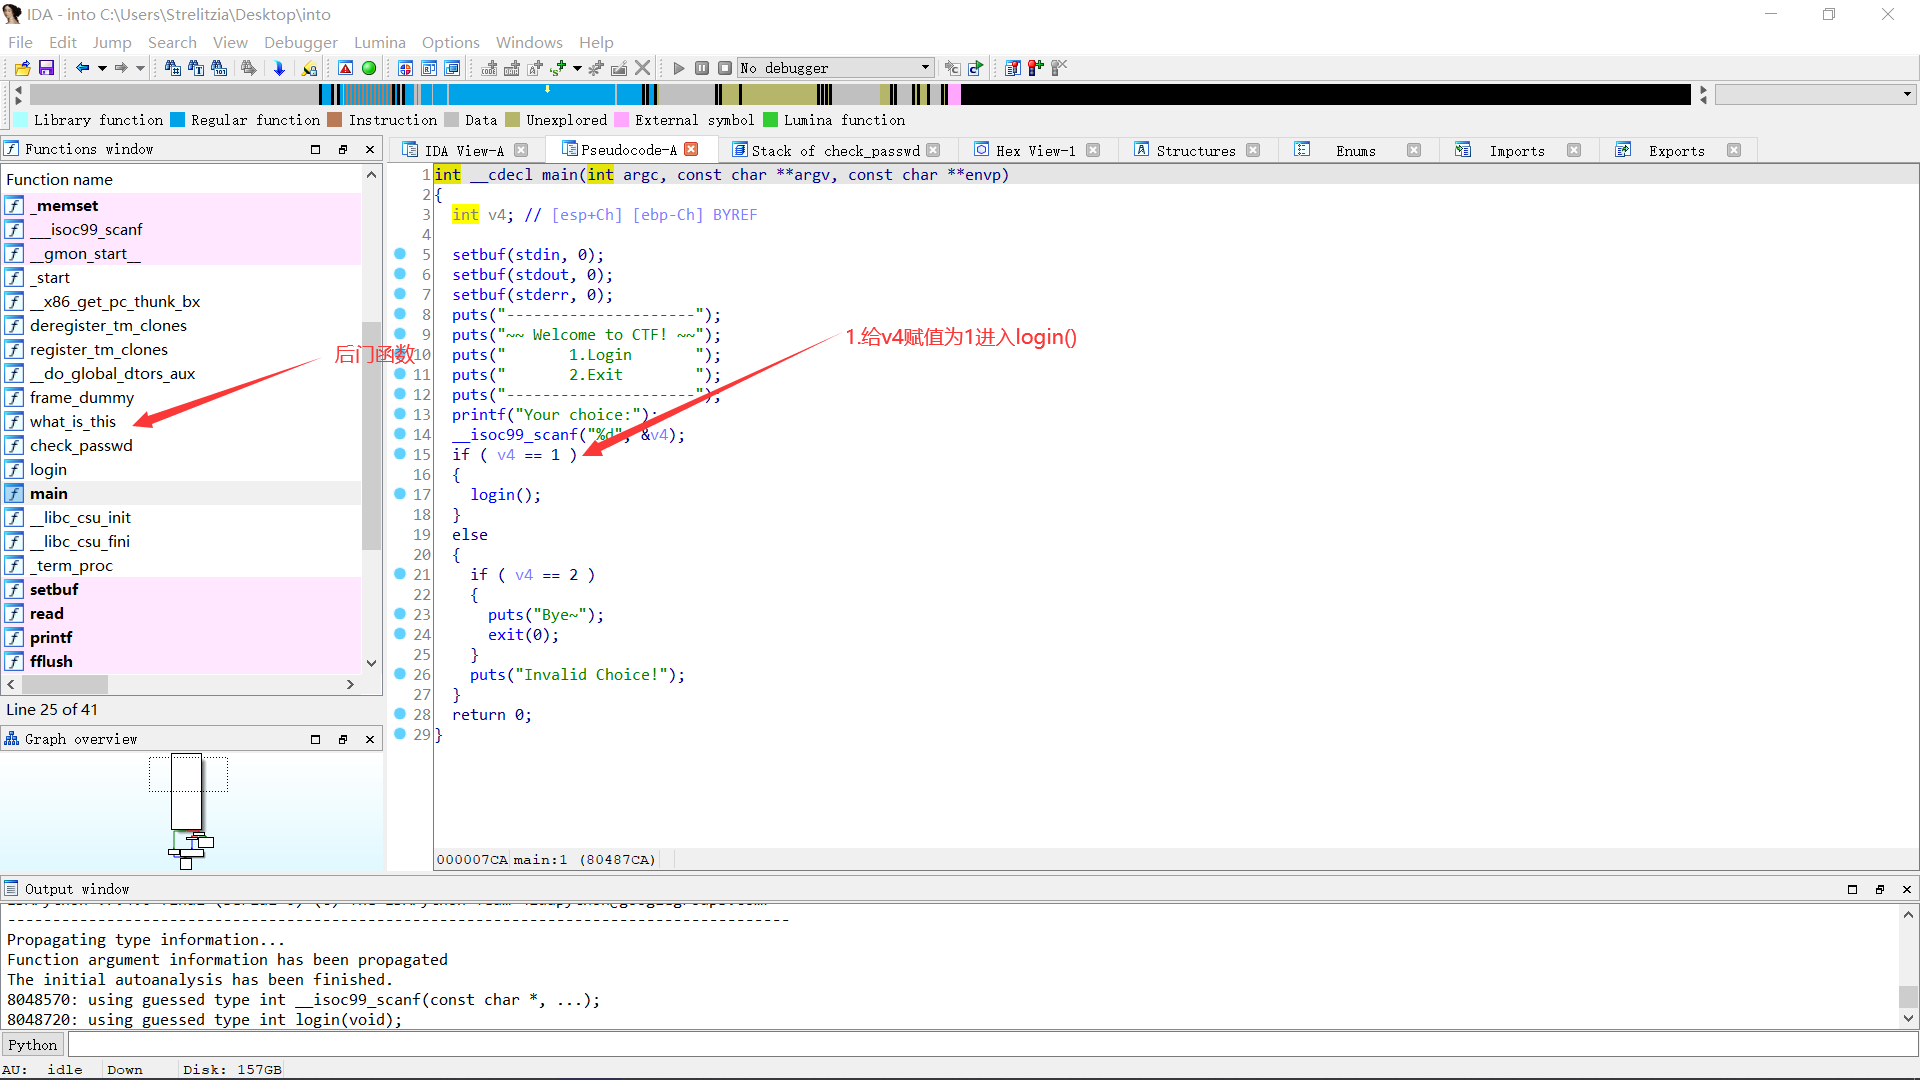 IDA - into C:\Users\Strelitzia\Desktop\into
File Edit Jump Search View Debugger Lumina Options Windows Help
No debugger
Library function Regular function Instruction Data Unexplored External symbol Lumina function
Functions window
IDA View-A Pseudocode-A Stack of check_passwd Hex View-1 Structures Enums Imports Exports
Function name
_memset
___isoc99_scanf
__gmon_start__
_start
__x86_get_pc_thunk_bx
deregister_tm_clones
register_tm_clones
__do_global_dtors_aux
frame_dummy
what_is_this
check_passwd
login
main
__libc_csu_init
__libc_csu_fini
_term_proc
setbuf
read
printf
fflush
Line 25 of 41
Graph overview
后门函数
1 int __cdecl main(int argc, const char **argv, const char **envp)
2 {
3 int v4; // [esp+Ch] [ebp-Ch] BYREF
4
5 setbuf(stdin, 0);
6 setbuf(stdout, 0);
7 setbuf(stderr, 0);
8 puts("---------------------");
9 puts("~~ Welcome to CTF! ~~");
10 puts("       1.Login       ");
11 puts("       2.Exit        ");
12 puts("---------------------");
13 printf("Your choice:");
14 __isoc99_scanf("%d", &v4);
15 if ( v4 == 1 )
16 {
17 login();
18 }
19 else
20 {
21 if ( v4 == 2 )
22 {
23 puts("Bye~");
24 exit(0);
25 }
26 puts("Invalid Choice!");
27 }
28 return 0;
29 }
1.给v4赋值为1进入login()
000007CA main:1 (80487CA)
Output window
---------------------------------------------------------------------------------------
Propagating type information...
Function argument information has been propagated
The initial autoanalysis has been finished.
8048570: using guessed type int __isoc99_scanf(const char *, ...);
8048720: using guessed type int login(void);
Python
AU: idle Down Disk: 157GB